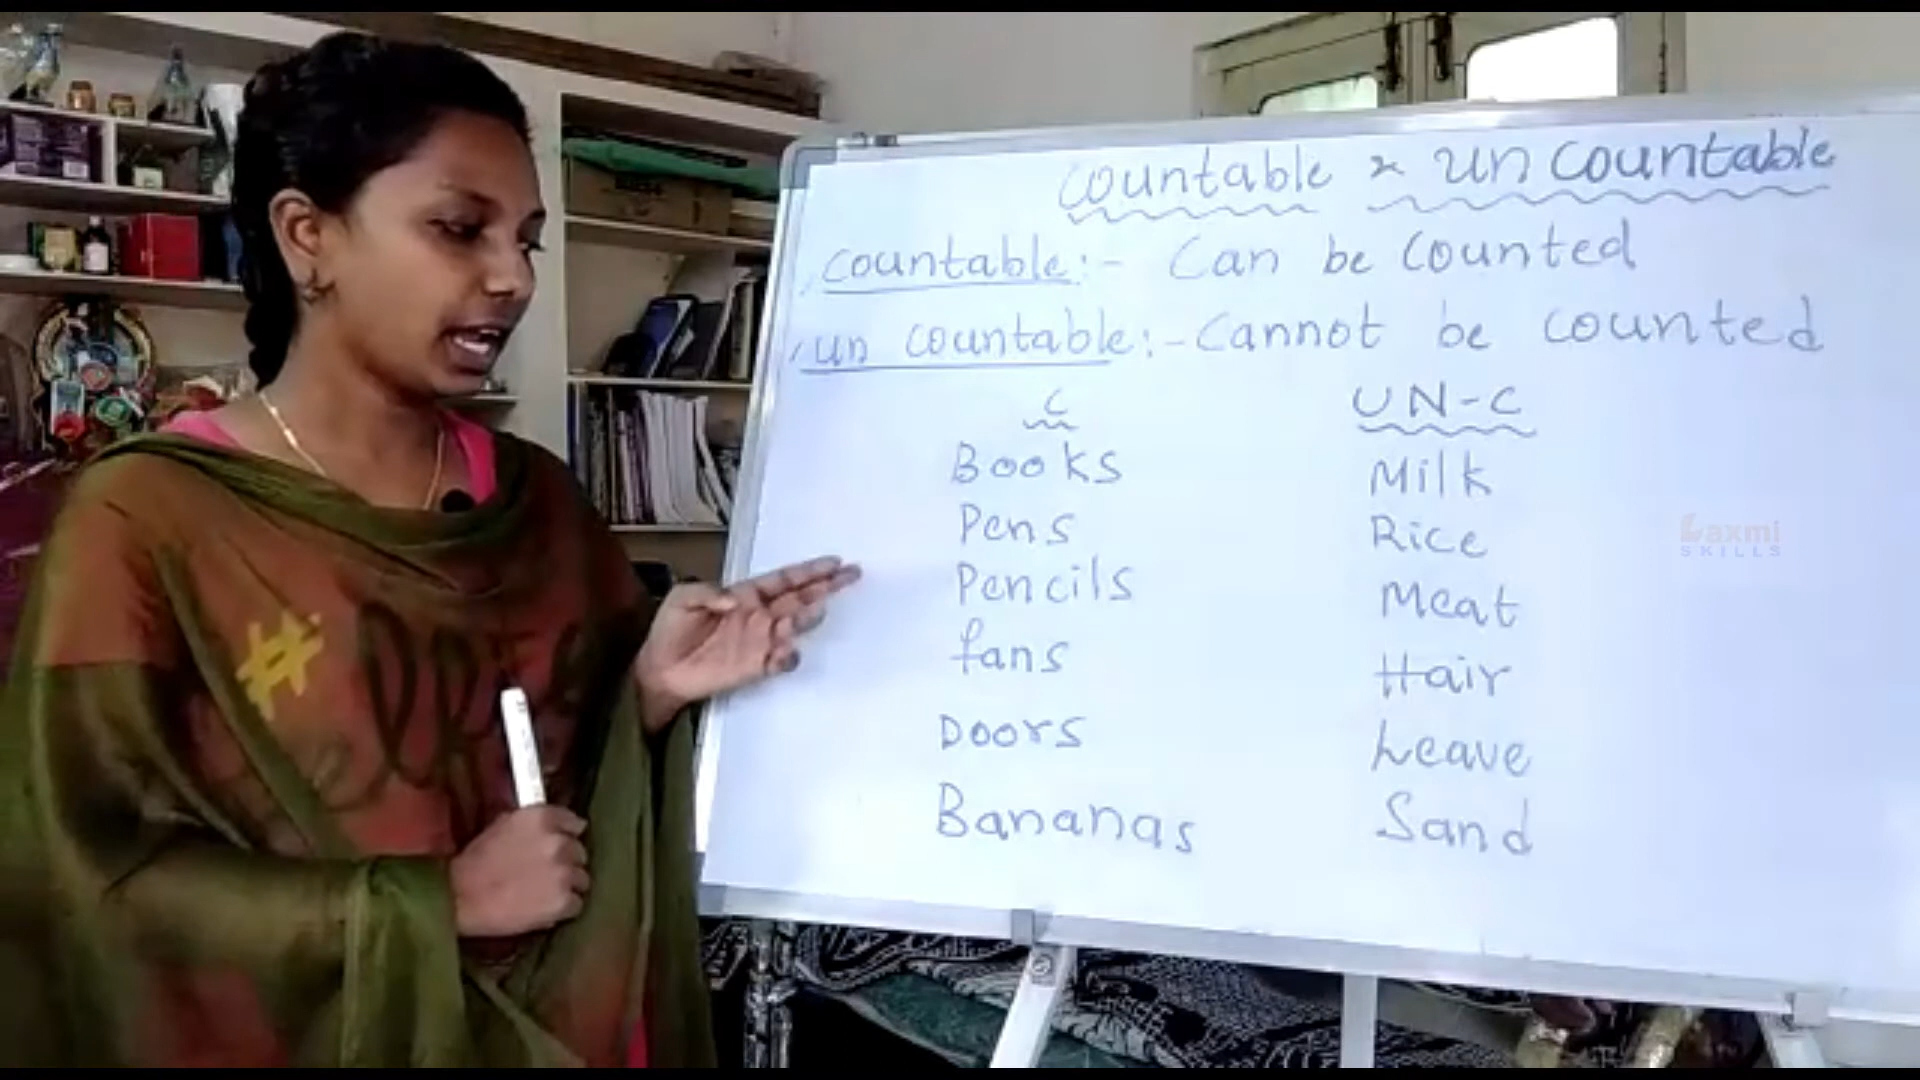 Countable & un countable
Countable:- Can be counted
un countable:- Cannot be counted
C UN-C
Books Milk
Pens Rice
Pencils Meat
fans Hair
Doors Leave
Bananas Sand
Laxmi
SKILLS
#